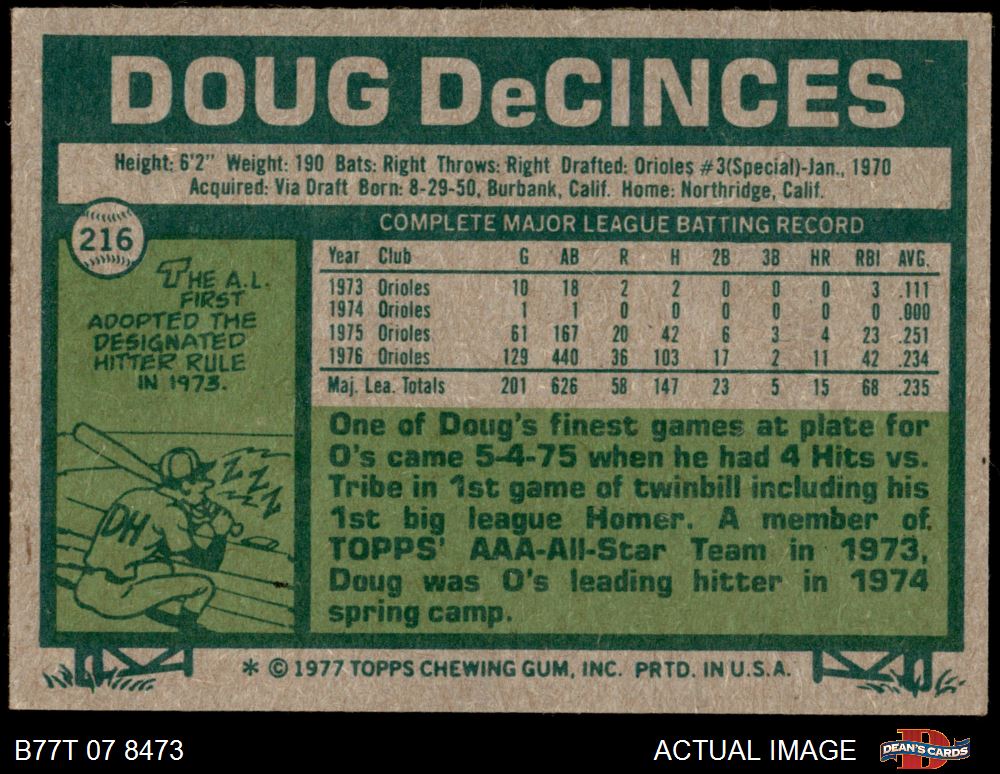 DOUG DeCINCES
Height: 6'2" Weight: 190 Bats: Right Throws: Right Drafted: Orioles #3(Special)-Jan., 1970
Acquired: Via Draft Born: 8-29-50, Burbank, Calif. Home: Northridge, Calif.
216
THE A.L.
FIRST
ADOPTED THE
DESIGNATED
HITTER RULE
IN 1973.
ZZZZ
DH
COMPLETE MAJOR LEAGUE BATTING RECORD
Year Club G AB R H 2B 3B HR RBI AVG.
1973 Orioles 10 18 2 2 0 0 0 3 .111
1974 Orioles 1 1 0 0 0 0 0 0 .000
1975 Orioles 61 167 20 42 6 3 4 23 .251
1976 Orioles 129 440 36 103 17 2 11 42 .234
Maj. Lea. Totals 201 626 58 147 23 5 15 68 .235
One of Doug's finest games at plate for
O's came 5-4-75 when he had 4 Hits vs.
Tribe in 1st game of twinbill including his
1st big league Homer. A member of
TOPPS' AAA-All-Star Team in 1973,
Doug was O's leading hitter in 1974
spring camp.
* © 1977 TOPPS CHEWING GUM, INC. PRTD. IN U.S.A.
B77T 07 8473
ACTUAL IMAGE
DEAN'S CARDS